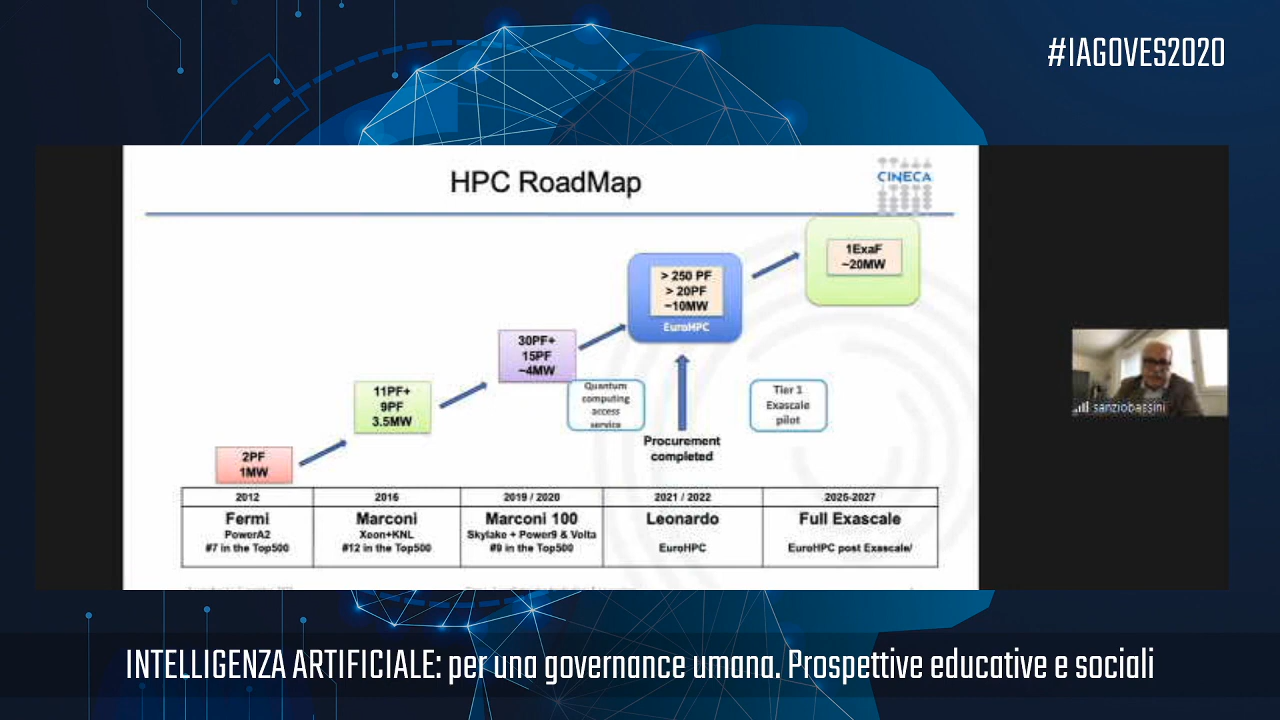 #IAGOVES2020
HPC RoadMap
CINECA
1ExaF
~20MW
> 250 PF
> 20PF
~10MW
EuroHPC
30PF+
15PF
~4MW
11PF+
9PF
3.5MW
2PF
1MW
Quantum
computing
access
service
Tier 1
Exascale
pilot
Procurement
completed
2012
2016
2019 / 2020
2021 / 2022
2025-2027
Fermi
PowerA2
#7 in the Top500
Marconi
Xeon+KNL
#12 in the Top500
Marconi 100
Skylake + Power9 & Volta
#9 in the Top500
Leonardo
EuroHPC
Full Exascale
EuroHPC post Exascale/
sanziobassini
INTELLIGENZA ARTIFICIALE: per una governance umana. Prospettive educative e sociali